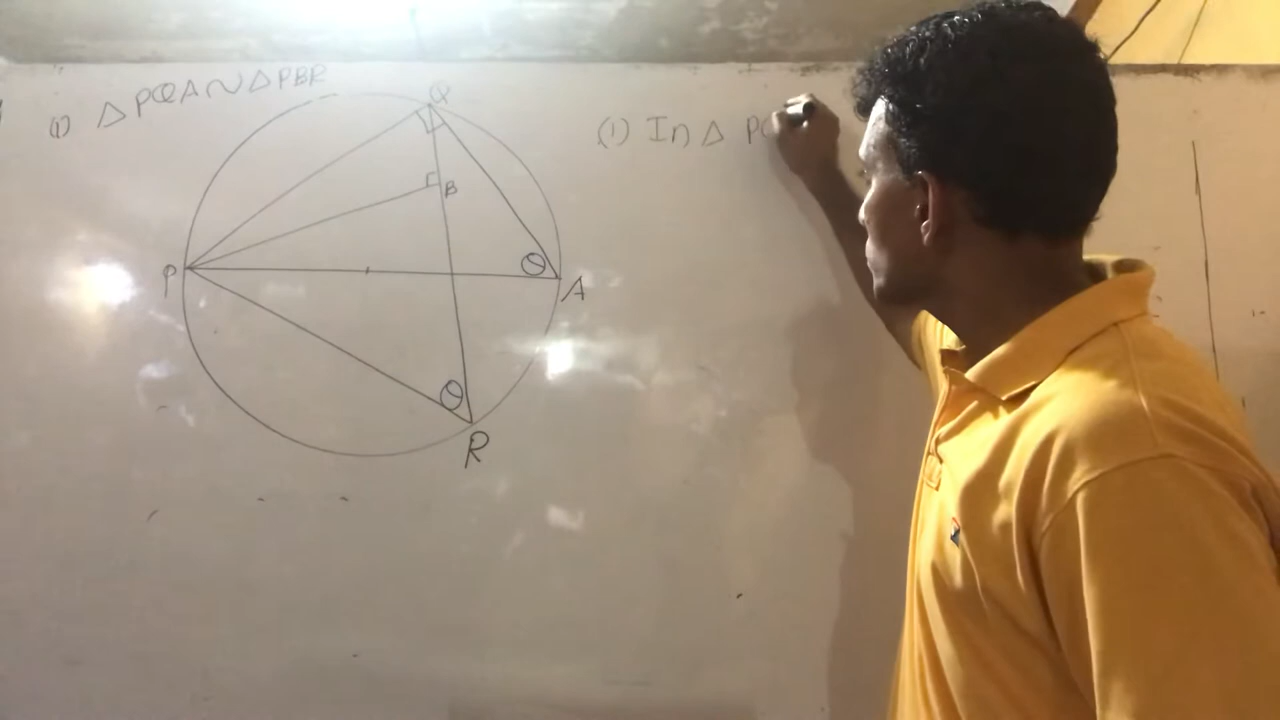 (1) △ PQA ~ △ PBR
Q
B
P
θ
A
θ
R
(1) In △ PQ